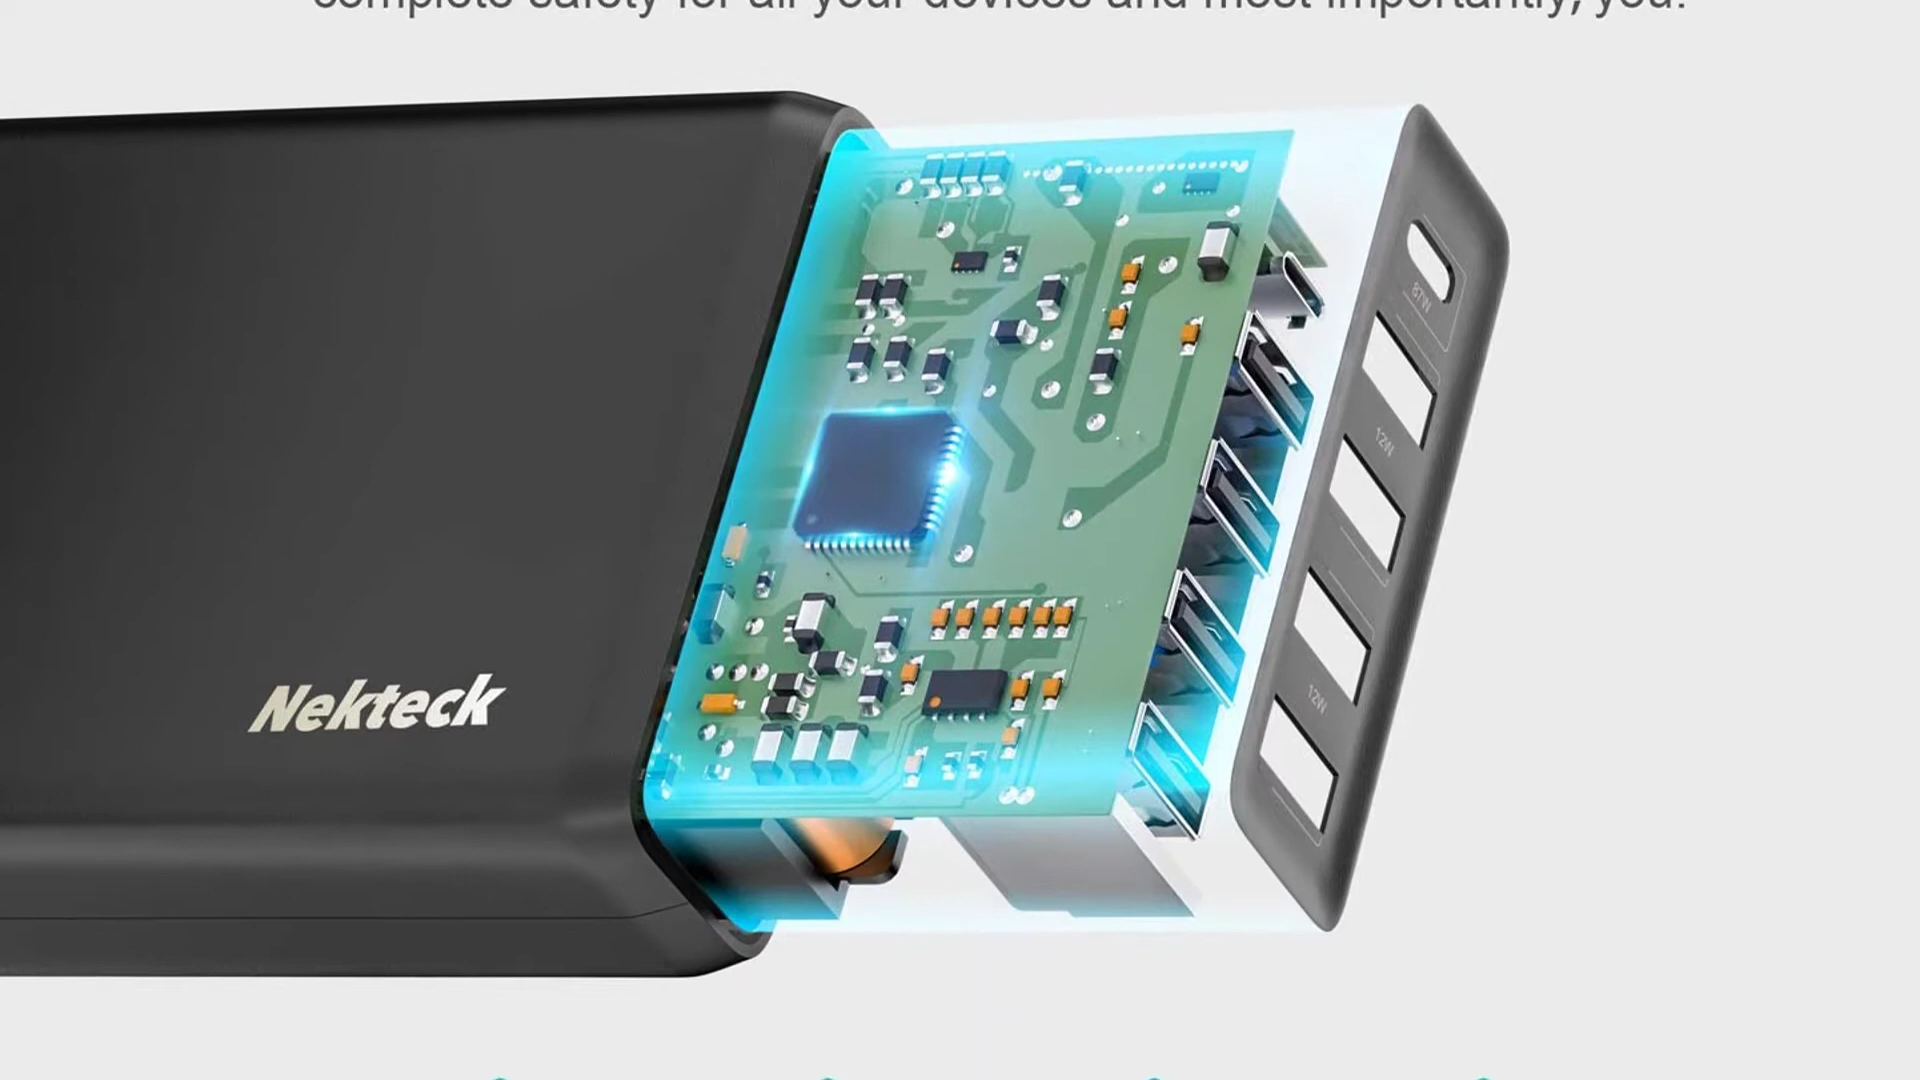 complete safety for all your devices and most importantly, you.
87W
12W
12W
Nekteck